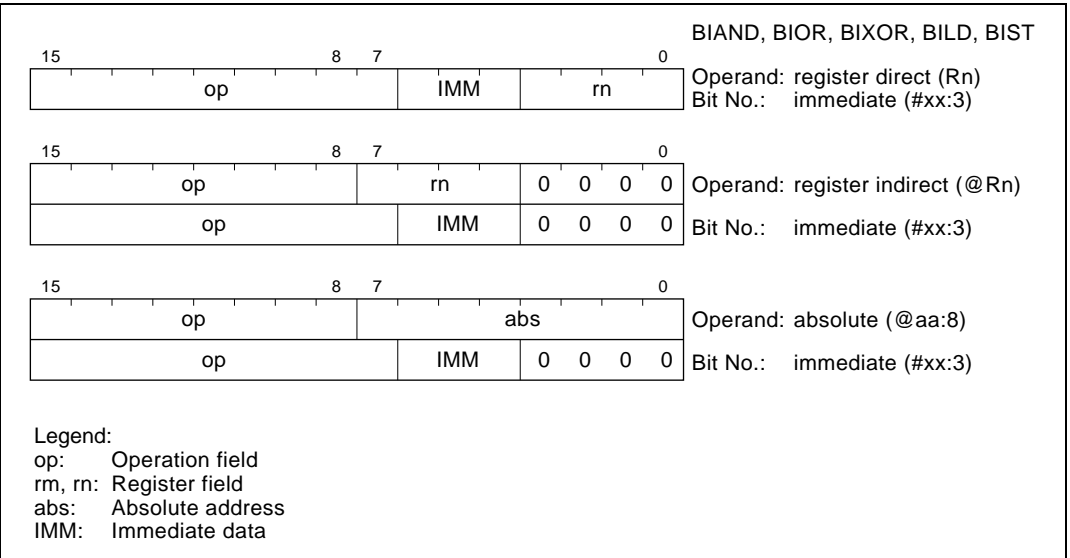 BIAND, BIOR, BIXOR, BILD, BIST
15 8 7 0
op IMM rn
Operand: register direct (Rn)
Bit No.: immediate (#xx:3)
15 8 7 0
op rn 0 0 0 0 Operand: register indirect (@Rn)
op IMM 0 0 0 0 Bit No.: immediate (#xx:3)
15 8 7 0
op abs Operand: absolute (@aa:8)
op IMM 0 0 0 0 Bit No.: immediate (#xx:3)
Legend:
op: Operation field
rm, rn: Register field
abs: Absolute address
IMM: Immediate data